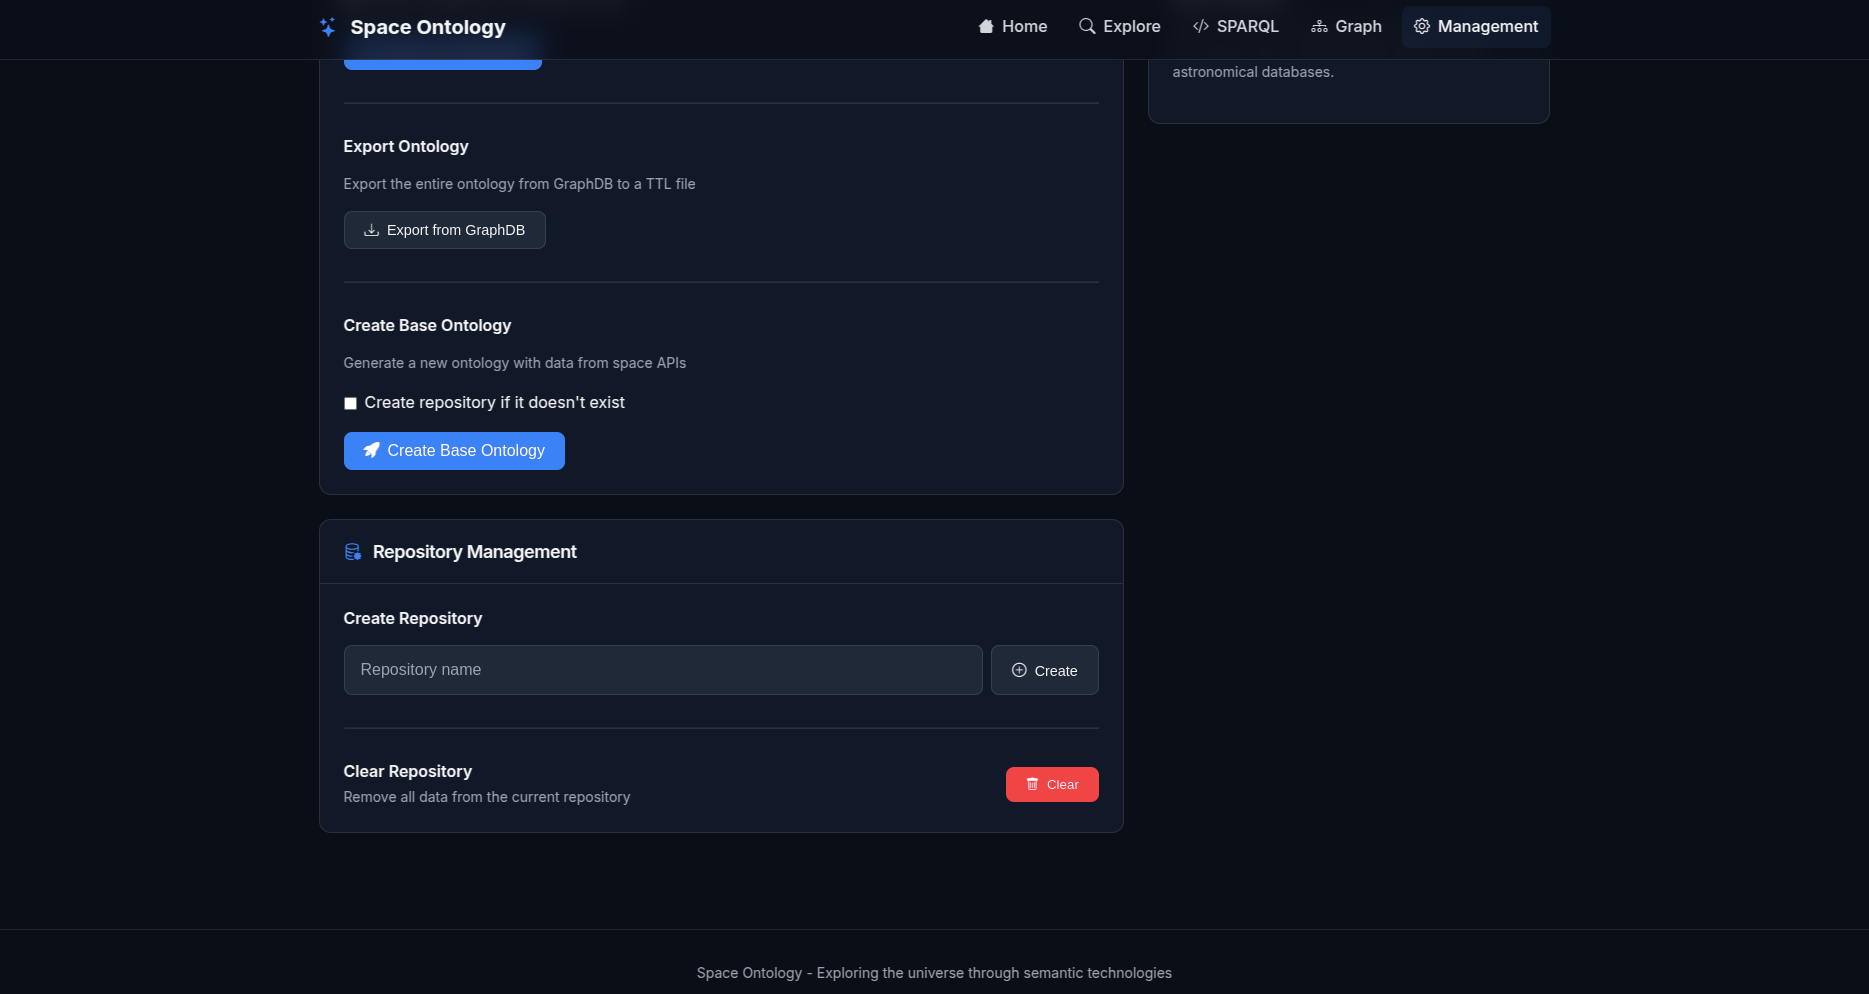 Space Ontology
Home
Explore
SPARQL
Graph
Management
astronomical databases.
Export Ontology
Export the entire ontology from GraphDB to a TTL file
Export from GraphDB
Create Base Ontology
Generate a new ontology with data from space APIs
Create repository if it doesn't exist
Create Base Ontology
Repository Management
Create Repository
Repository name
Create
Clear Repository
Remove all data from the current repository
Clear
Space Ontology - Exploring the universe through semantic technologies